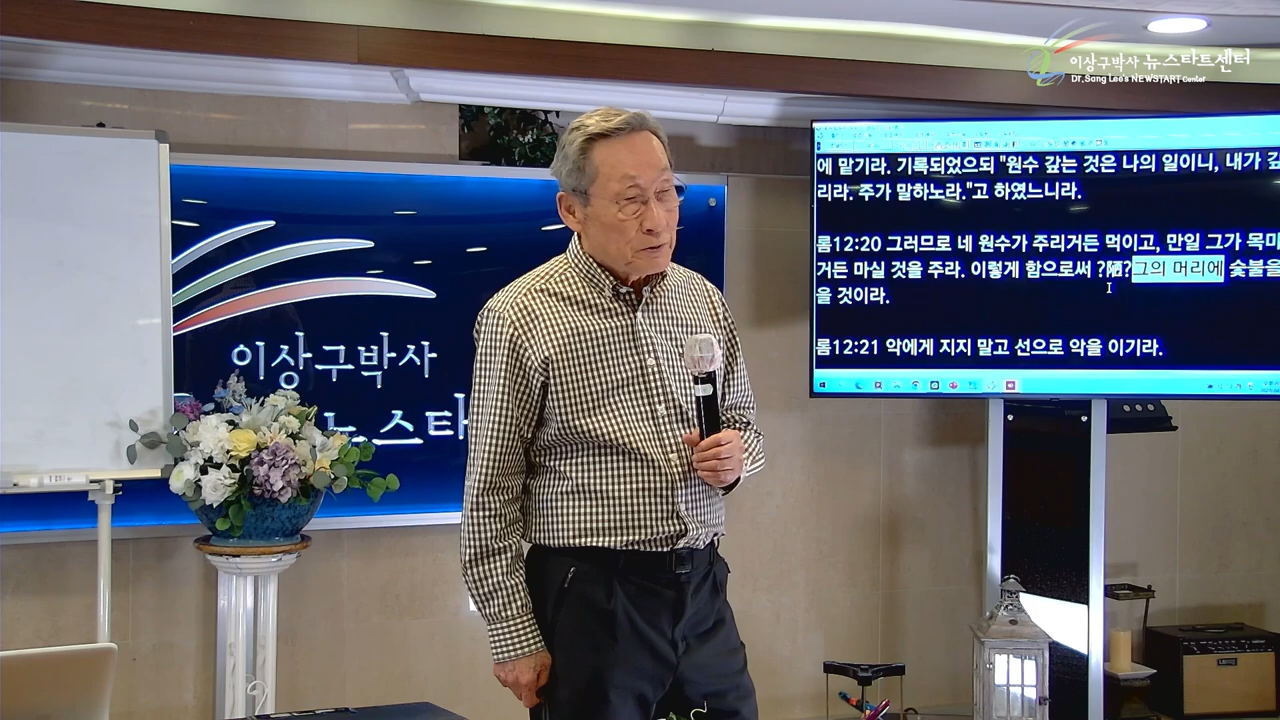 이상구박사 뉴스타트센터
Dr. Sang Lee's NEWSTART Center
에 맡기라. 기록되었으되 "원수 갚는 것은 나의 일이니, 내가 갚
리라. 주가 말하노라."고 하였느니라.
롬12:20 그러므로 네 원수가 주리거든 먹이고, 만일 그가 목마
거든 마실 것을 주라. 이렇게 함으로써 ?陋?그의 머리에 숯불을
을 것이라.
롬12:21 악에게 지지 말고 선으로 악을 이기라.
이상구박사
뉴스타